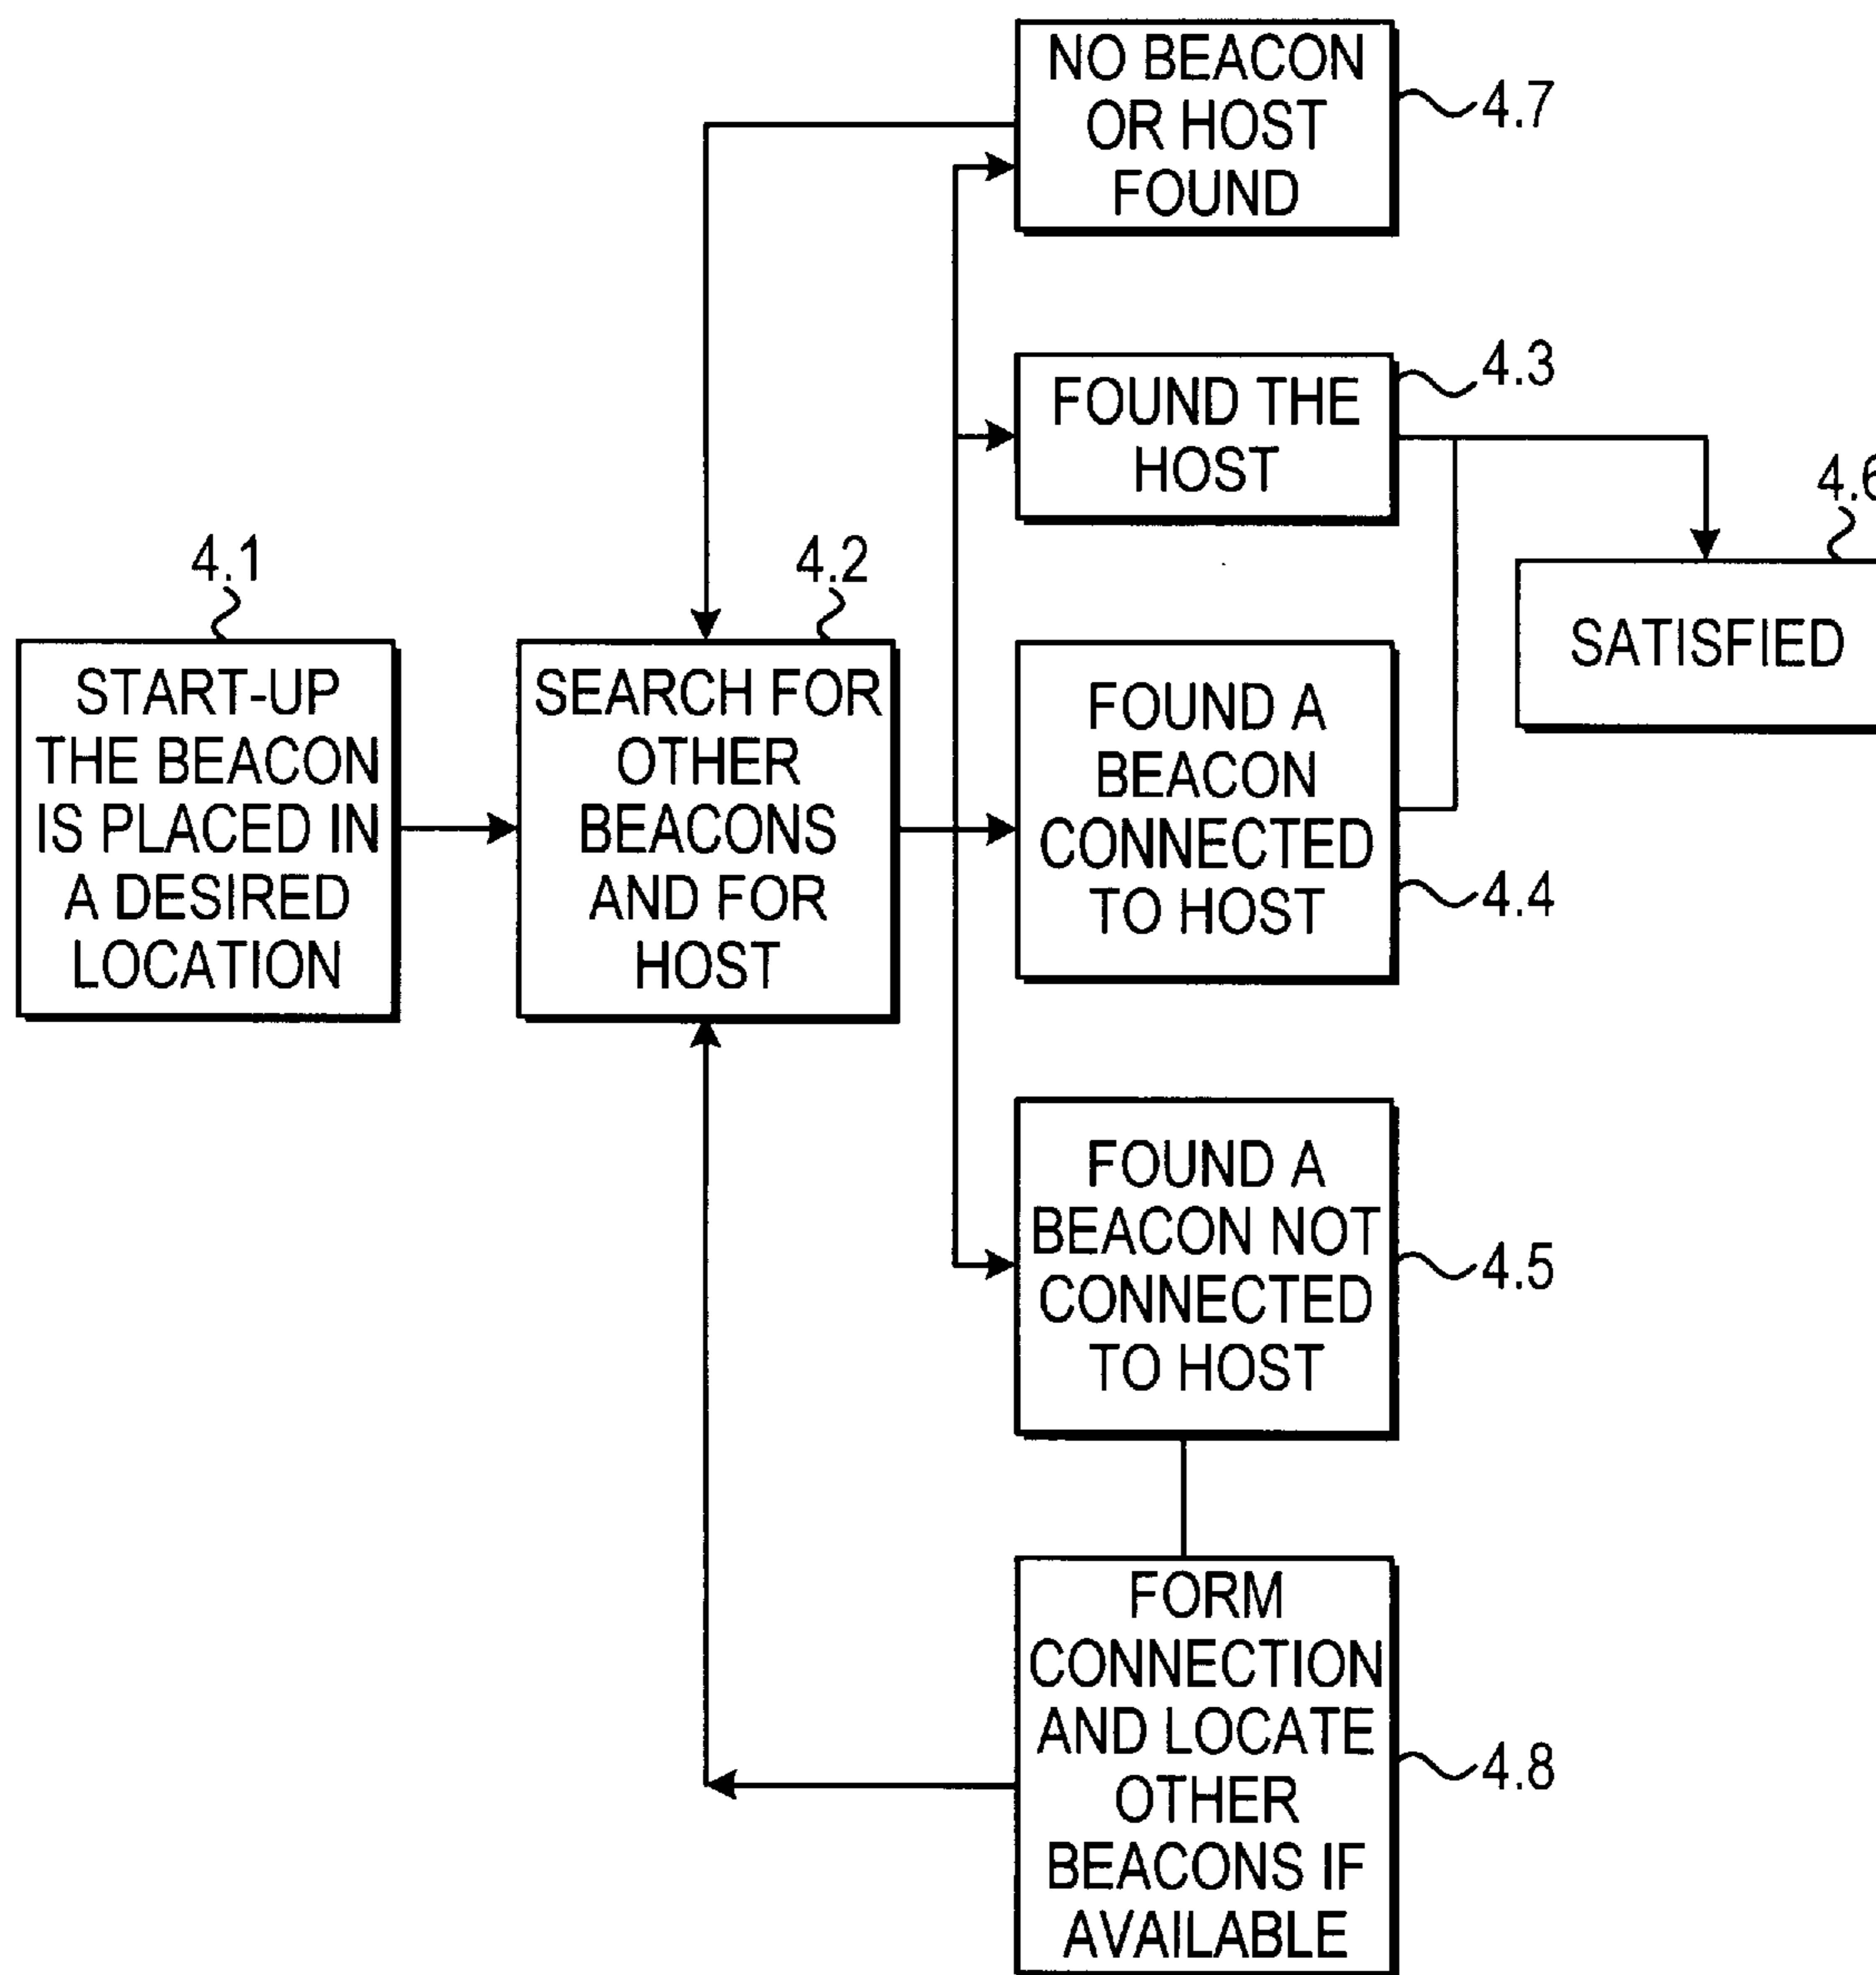 NO BEACON
OR HOST
FOUND
4.7
FOUND THE
HOST
4.3
4.6
SATISFIED
4.1
START-UP
THE BEACON
IS PLACED IN
A DESIRED
LOCATION
4.2
SEARCH FOR
OTHER
BEACONS
AND FOR
HOST
FOUND A
BEACON
CONNECTED
TO HOST
4.4
FOUND A
BEACON NOT
CONNECTED
TO HOST
4.5
FORM
CONNECTION
AND LOCATE
OTHER
BEACONS IF
AVAILABLE
4.8